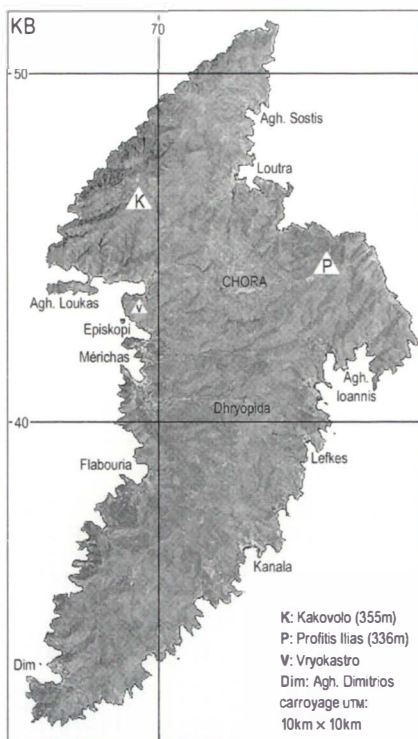 KB
70
50
Agh. Sostis
Loutra
K
P
CHORA
Agh. Loukas
V
Episkopi
Mérichas
Agh.
Ioannis
Dhryopida
40
Flabouria
Lefkes
Kanala
Dim
K: Kakovolo (355m)
P: Profitis Ilias (336m)
V: Vryokastro
Dim: Agh. Dimitrios
carroyage UTM:
10km × 10km